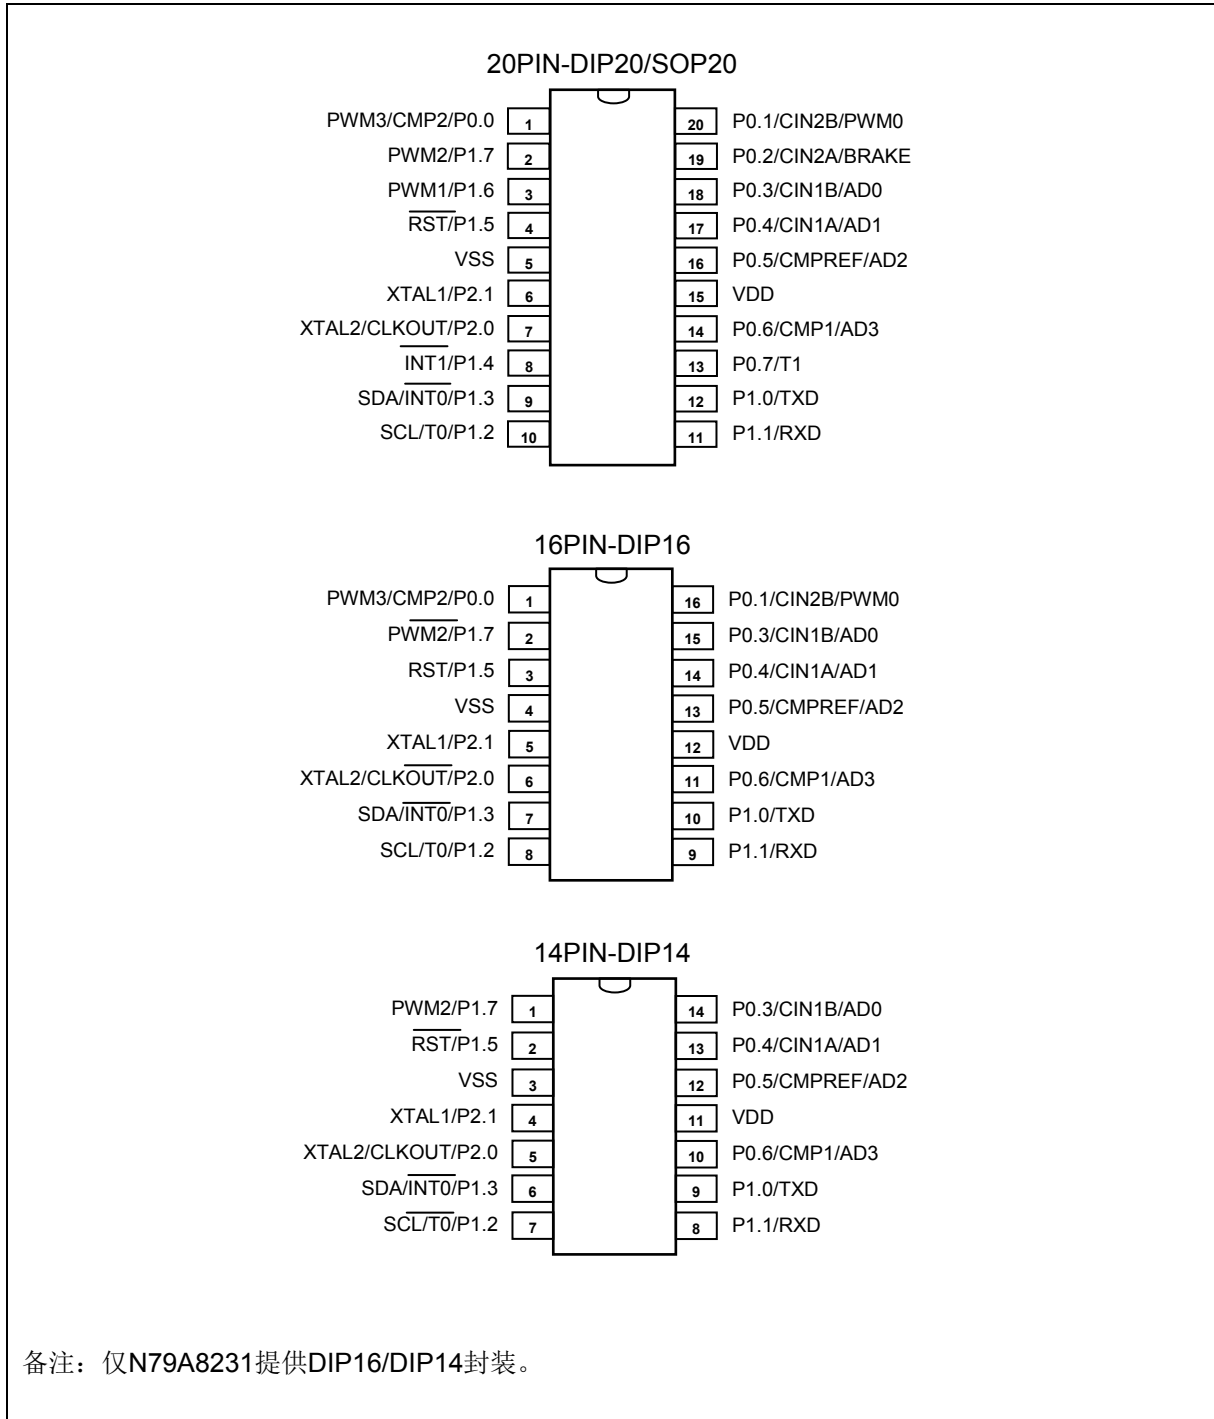 20PIN-DIP20/SOP20
PWM3/CMP2/P0.0 1 20 P0.1/CIN2B/PWM0
PWM2/P1.7 2 19 P0.2/CIN2A/BRAKE
PWM1/P1.6 3 18 P0.3/CIN1B/AD0
RST/P1.5 4 17 P0.4/CIN1A/AD1
VSS 5 16 P0.5/CMPREF/AD2
XTAL1/P2.1 6 15 VDD
XTAL2/CLKOUT/P2.0 7 14 P0.6/CMP1/AD3
INT1/P1.4 8 13 P0.7/T1
SDA/INT0/P1.3 9 12 P1.0/TXD
SCL/T0/P1.2 10 11 P1.1/RXD
16PIN-DIP16
PWM3/CMP2/P0.0 1 16 P0.1/CIN2B/PWM0
PWM2/P1.7 2 15 P0.3/CIN1B/AD0
RST/P1.5 3 14 P0.4/CIN1A/AD1
VSS 4 13 P0.5/CMPREF/AD2
XTAL1/P2.1 5 12 VDD
XTAL2/CLKOUT/P2.0 6 11 P0.6/CMP1/AD3
SDA/INT0/P1.3 7 10 P1.0/TXD
SCL/T0/P1.2 8 9 P1.1/RXD
14PIN-DIP14
PWM2/P1.7 1 14 P0.3/CIN1B/AD0
RST/P1.5 2 13 P0.4/CIN1A/AD1
VSS 3 12 P0.5/CMPREF/AD2
XTAL1/P2.1 4 11 VDD
XTAL2/CLKOUT/P2.0 5 10 P0.6/CMP1/AD3
SDA/INT0/P1.3 6 9 P1.0/TXD
SCL/T0/P1.2 7 8 P1.1/RXD
备注：仅N79A8231提供DIP16/DIP14封装。